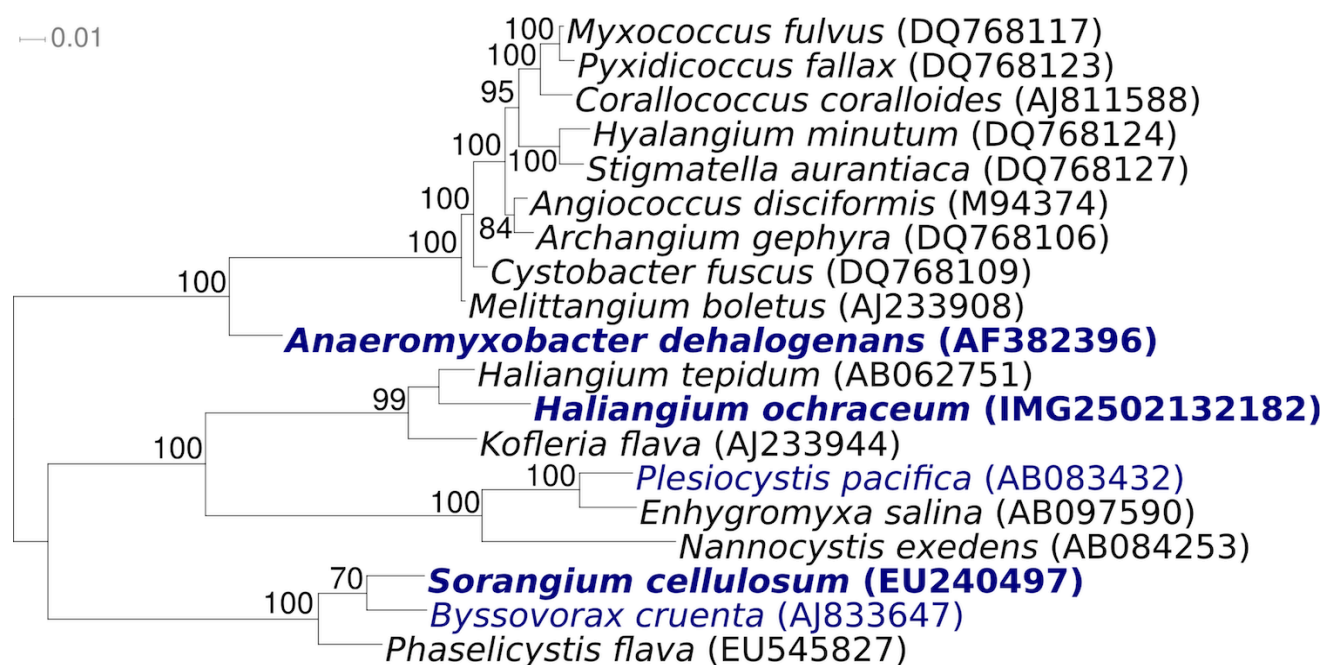 0.01
100
Myxococcus fulvus (DQ768117)
100
Pyxidicoccus fallax (DQ768123)
95
Corallococcus coralloides (AJ811588)
Hyalangium minutum (DQ768124)
100
100
Stigmatella aurantiaca (DQ768127)
100
Angiococcus disciformis (M94374)
84
Archangium gephyra (DQ768106)
100
Cystobacter fuscus (DQ768109)
100
Melittangium boletus (AJ233908)
Anaeromyxobacter dehalogenans (AF382396)
Haliangium tepidum (AB062751)
99
Haliangium ochraceum (IMG2502132182)
100
Kofleria flava (AJ233944)
100
Plesiocystis pacifica (AB083432)
100
Enhygromyxa salina (AB097590)
Nannocystis exedens (AB084253)
70
Sorangium cellulosum (EU240497)
100
Byssovorax cruenta (AJ833647)
Phaselicystis flava (EU545827)